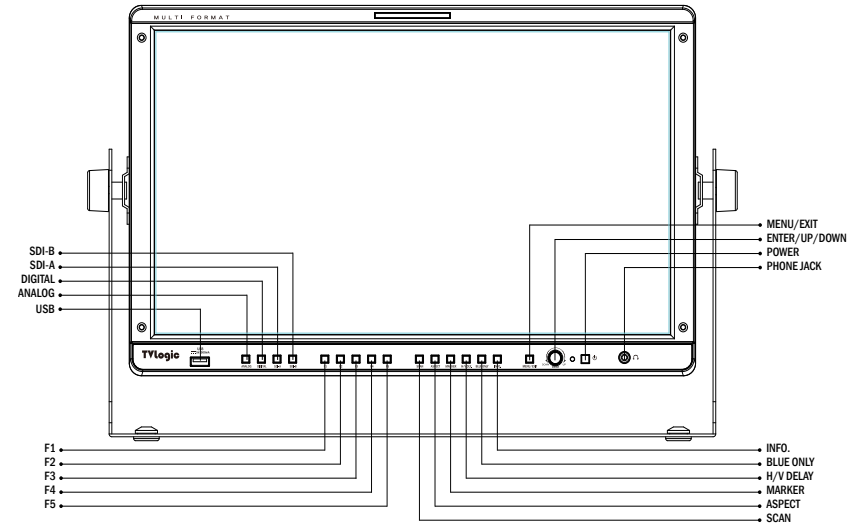 MULTI FORMAT
MENU/EXIT
ENTER/UP/DOWN
POWER
PHONE JACK
SDI-B
SDI-A
DIGITAL
ANALOG
USB
TVLogic
F1
F2
F3
F4
F5
INFO.
BLUE ONLY
H/V DELAY
MARKER
ASPECT
SCAN